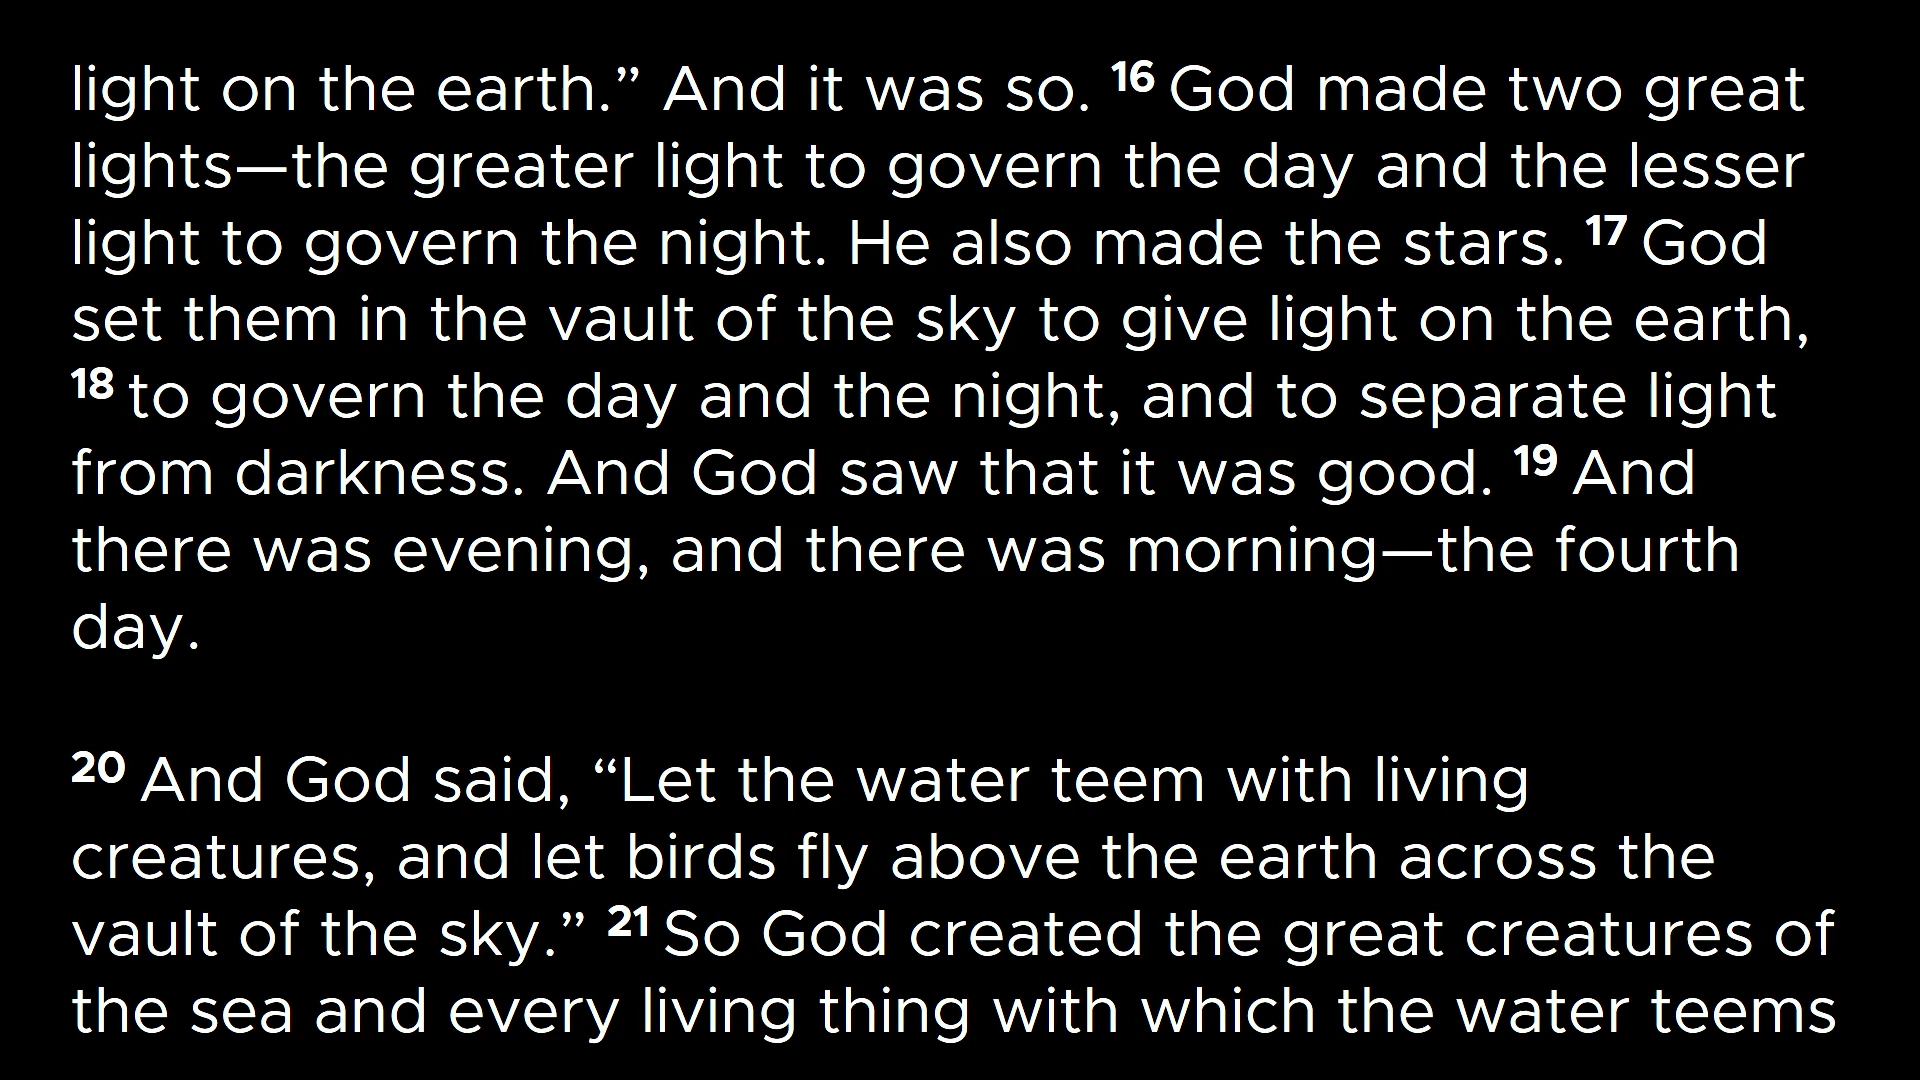 light on the earth.” And it was so. 16 God made two great
lights—the greater light to govern the day and the lesser
light to govern the night. He also made the stars. 17 God
set them in the vault of the sky to give light on the earth,
18 to govern the day and the night, and to separate light
from darkness. And God saw that it was good. 19 And
there was evening, and there was morning—the fourth
day.
20 And God said, “Let the water teem with living
creatures, and let birds fly above the earth across the
vault of the sky.” 21 So God created the great creatures of
the sea and every living thing with which the water teems